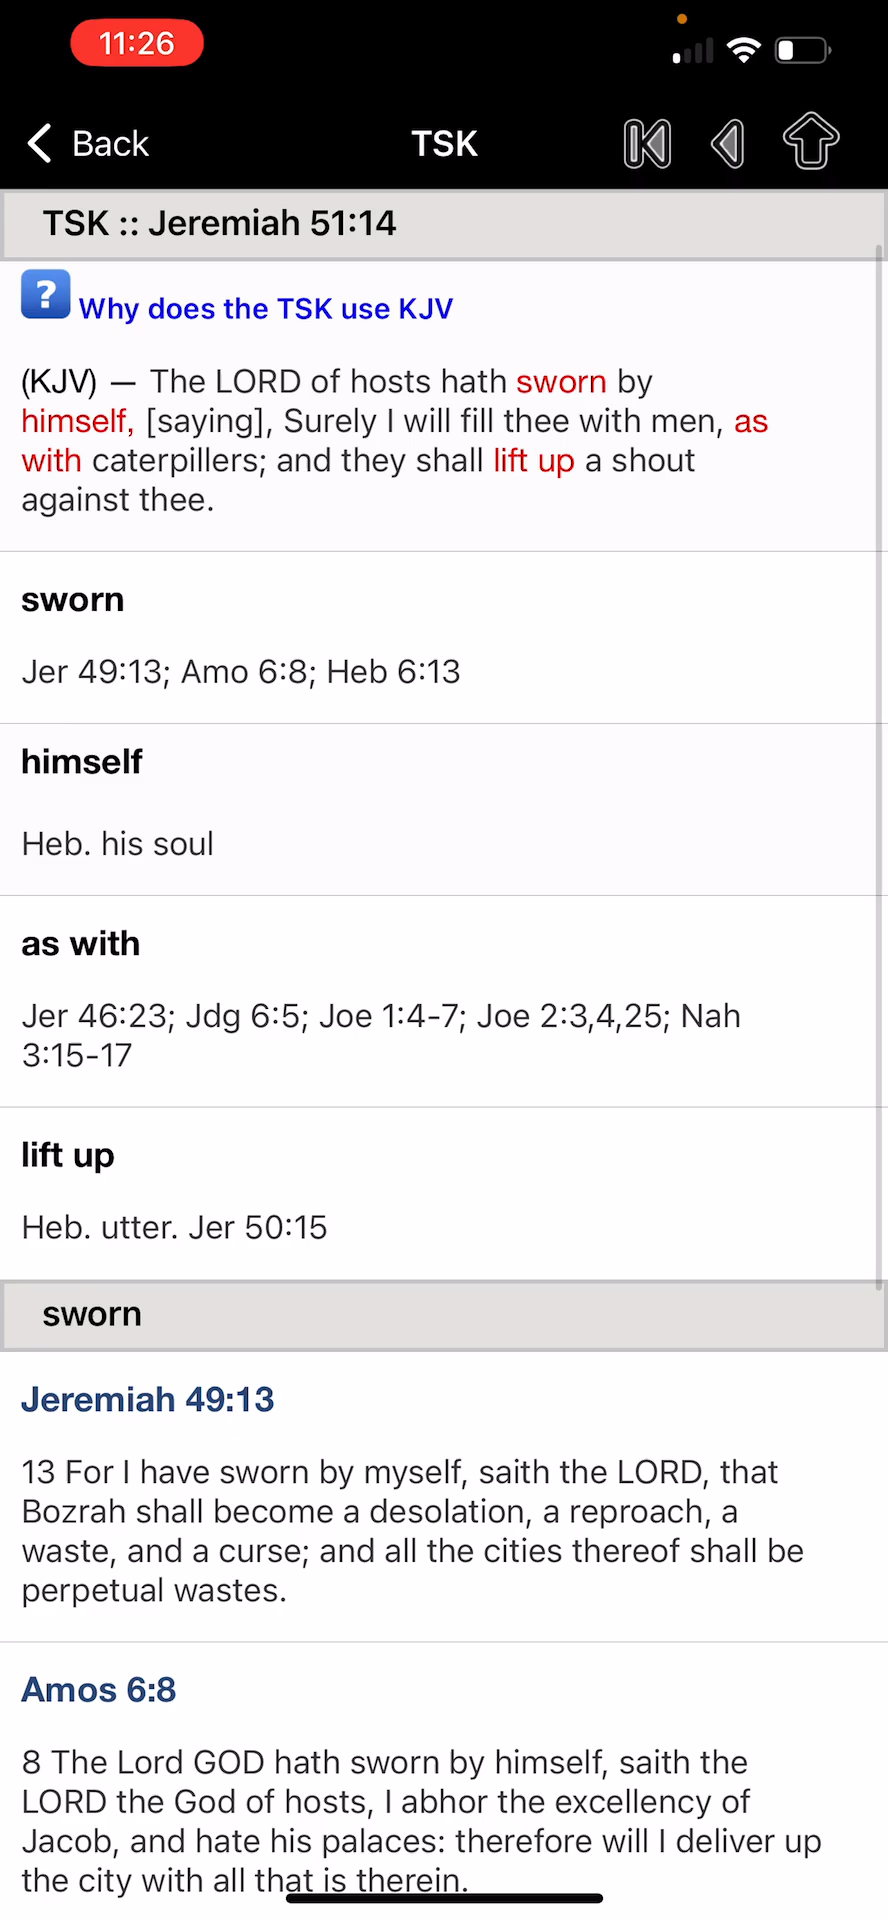 11:26
Back
TSK
TSK :: Jeremiah 51:14
? Why does the TSK use KJV
(KJV) — The LORD of hosts hath sworn by
himself, [saying], Surely I will fill thee with men, as
with caterpillers; and they shall lift up a shout
against thee.
sworn
Jer 49:13; Amo 6:8; Heb 6:13
himself
Heb. his soul
as with
Jer 46:23; Jdg 6:5; Joe 1:4-7; Joe 2:3,4,25; Nah
3:15-17
lift up
Heb. utter. Jer 50:15
sworn
Jeremiah 49:13
13 For I have sworn by myself, saith the LORD, that
Bozrah shall become a desolation, a reproach, a
waste, and a curse; and all the cities thereof shall be
perpetual wastes.
Amos 6:8
8 The Lord GOD hath sworn by himself, saith the
LORD the God of hosts, I abhor the excellency of
Jacob, and hate his palaces: therefore will I deliver up
the city with all that is therein.